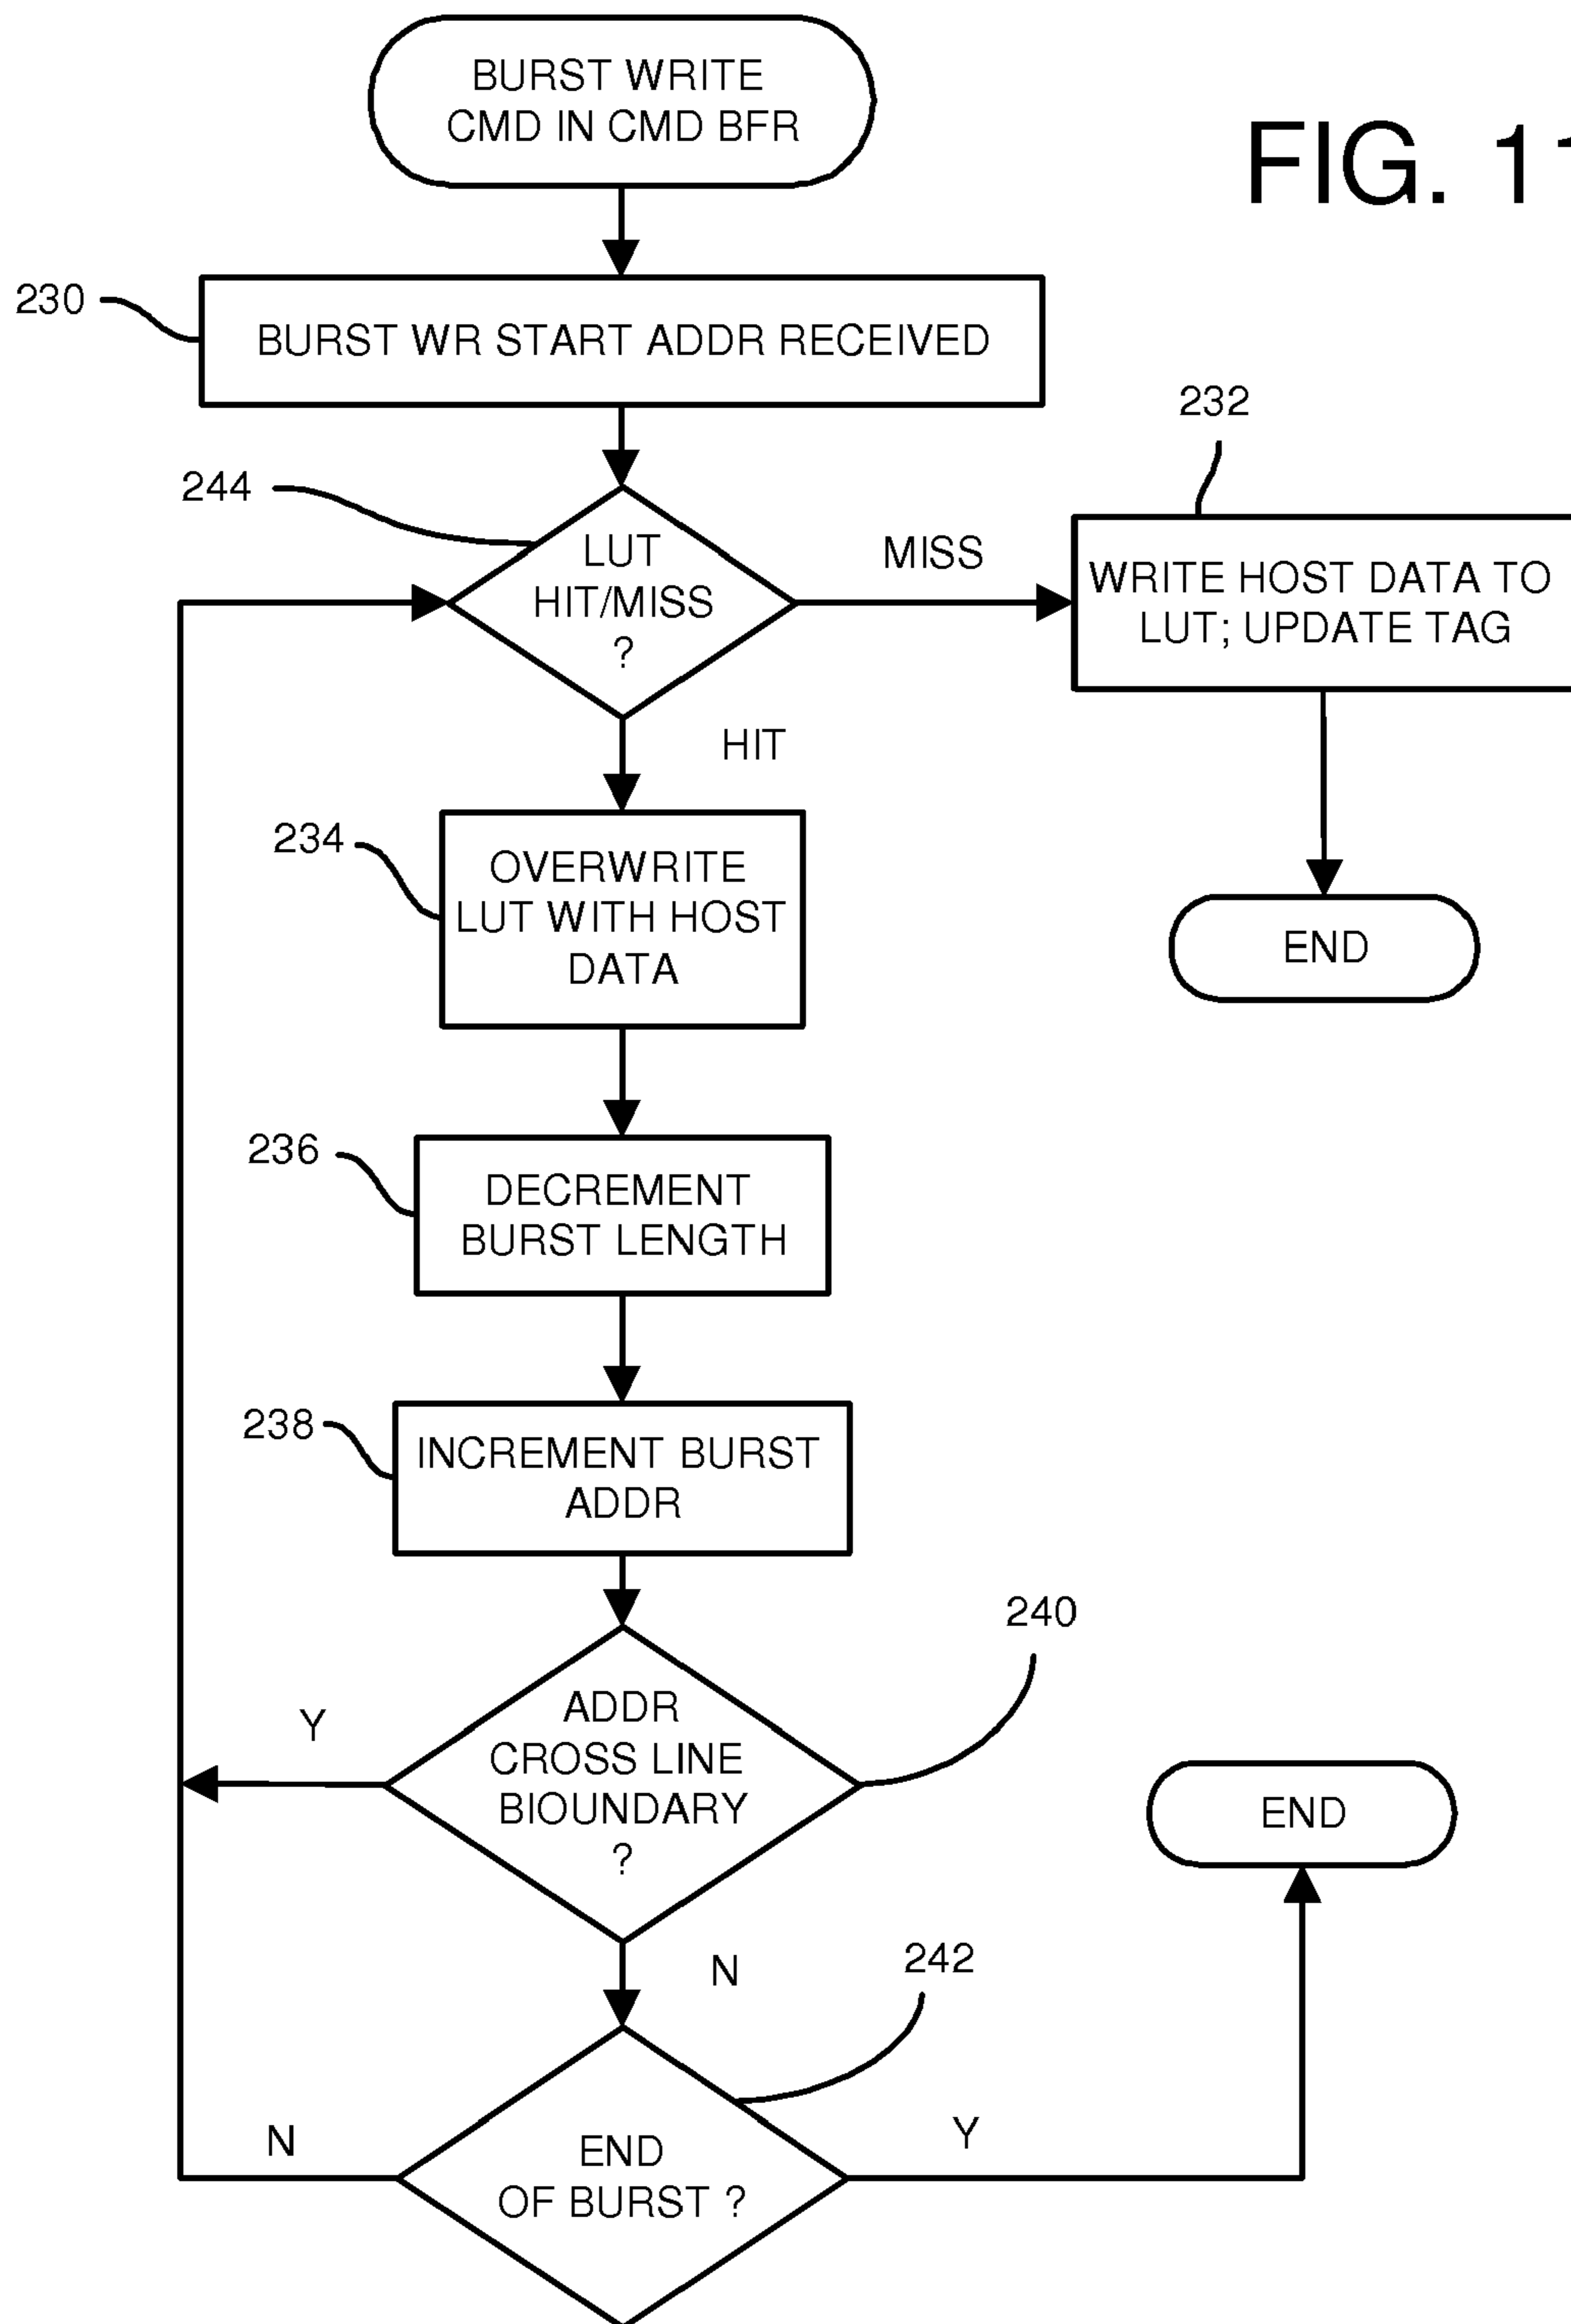 BURST WRITE
CMD IN CMD BFR
FIG. 11
230
BURST WR START ADDR RECEIVED
232
244
LUT
HIT/MISS
?
MISS
WRITE HOST DATA TO
LUT; UPDATE TAG
HIT
234
OVERWRITE
LUT WITH HOST
DATA
END
236
DECREMENT
BURST LENGTH
238
INCREMENT BURST
ADDR
240
ADDR
CROSS LINE
BIOUNDARY
?
Y
END
N
242
END
OF BURST ?
N
Y